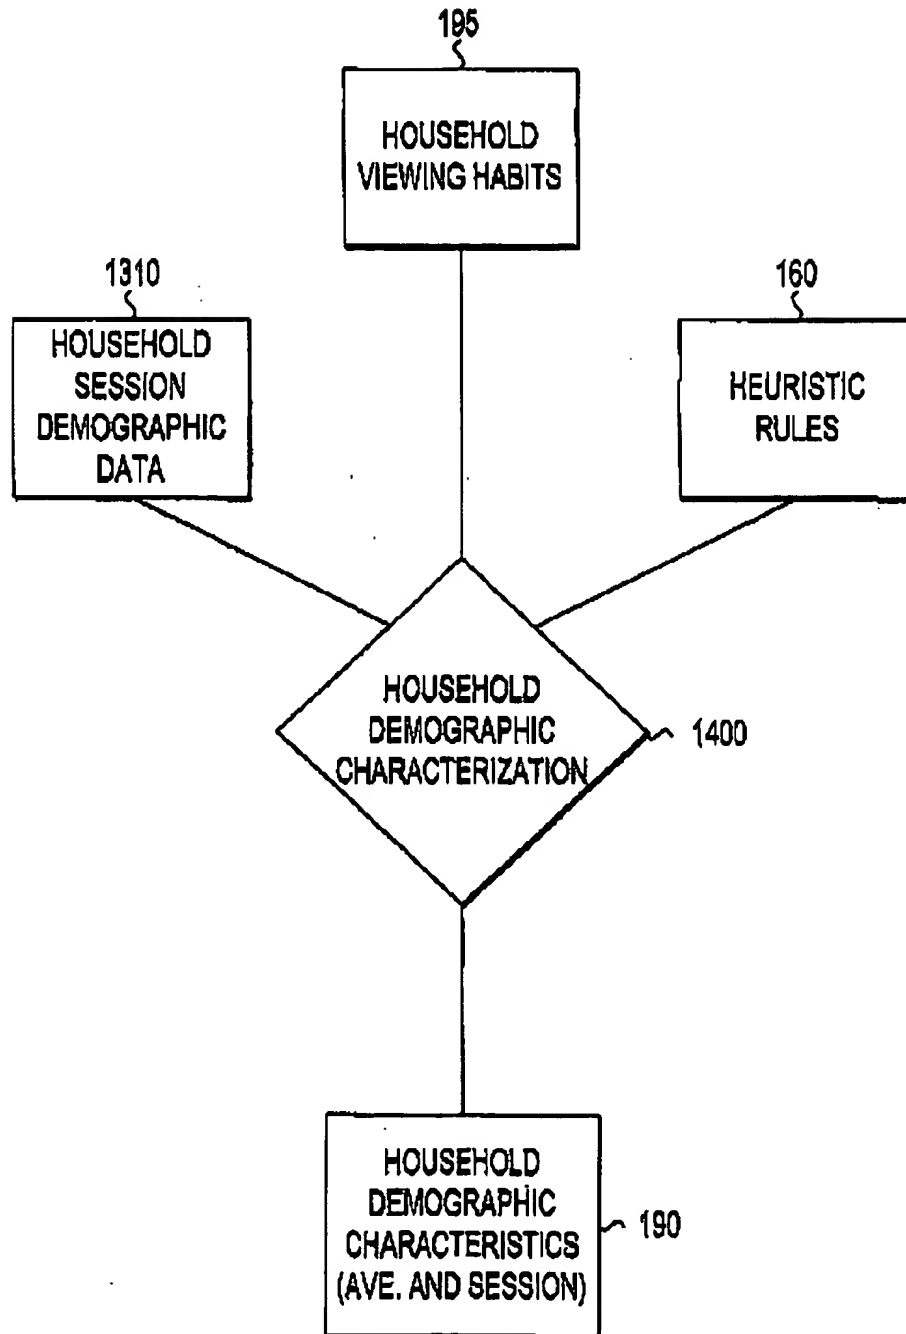 195
HOUSEHOLD
VIEWING HABITS
1310
HOUSEHOLD
SESSION
DEMOGRAPHIC
DATA
160
HEURISTIC
RULES
HOUSEHOLD
DEMOGRAPHIC
CHARACTERIZATION
1400
HOUSEHOLD
DEMOGRAPHIC
CHARACTERISTICS
(AVE. AND SESSION)
190